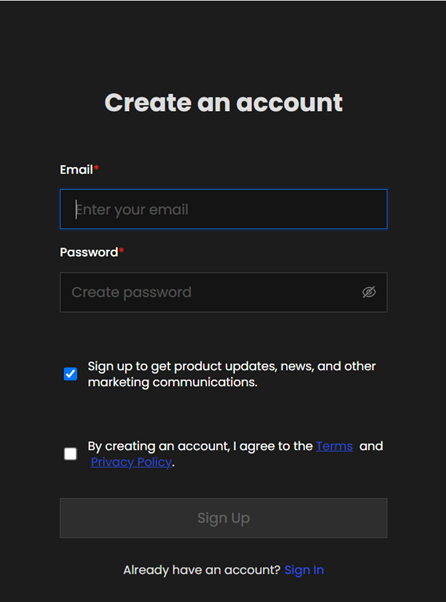 Create an account
Email*
Enter your email
Password*
Create password
Sign up to get product updates, news, and other
marketing communications.
By creating an account, I agree to the Terms and
Privacy Policy.
Sign Up
Already have an account? Sign In